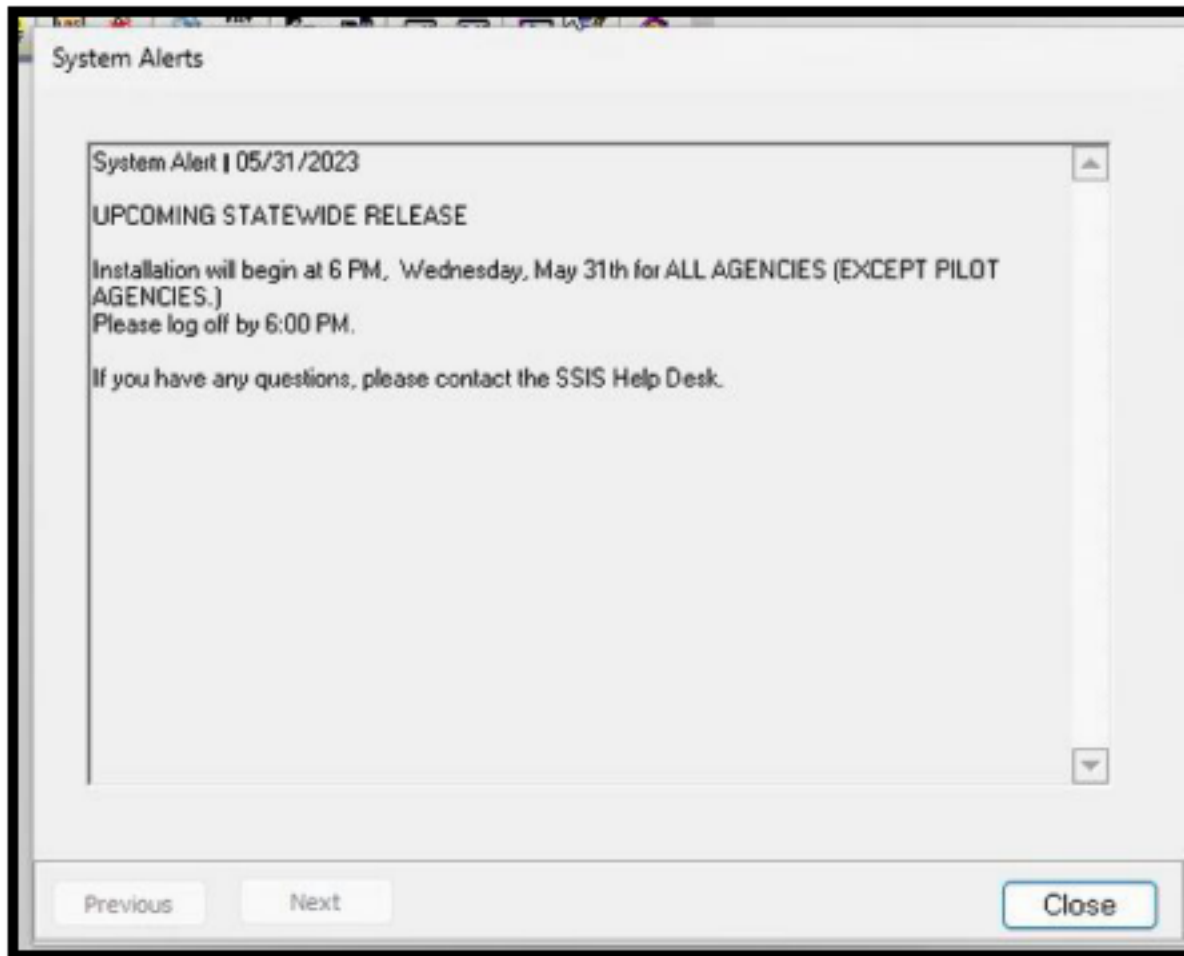 System Alerts
System Alert | 05/31/2023
UPCOMING STATEWIDE RELEASE
Installation will begin at 6 PM,  Wednesday, May 31th for ALL AGENCIES (EXCEPT PILOT
AGENCIES.)
Please log off by 6:00 PM.
If you have any questions, please contact the SSIS Help Desk.
Previous
Next
Close